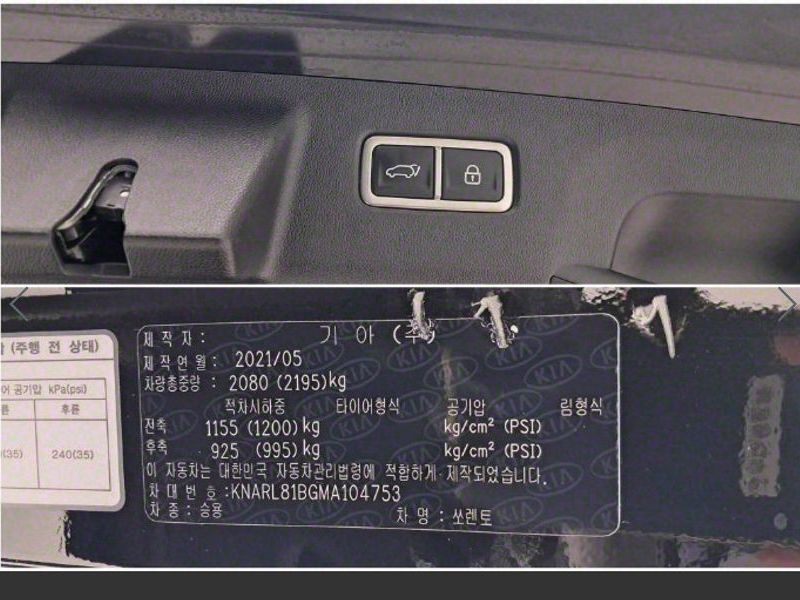 (주행 전 상태)
공기압 kPa(psi)
후륜
(35) 240(35)
제 작 자 : 기 아 (주)
제 작 연 월 : 2021/05
차량총중량 : 2080 (2195)kg
적차시하중 타이어형식 공기압 림형식
전축 1155 (1200)kg kg/cm² (PSI)
후축 925 (995)kg kg/cm² (PSI)
이 자동차는 대한민국 자동차관리법령에 적합하게 제작되었습니다.
차 대 번 호 :KNARL81BGMA104753
차 종 : 승용 차 명 : 쏘렌토